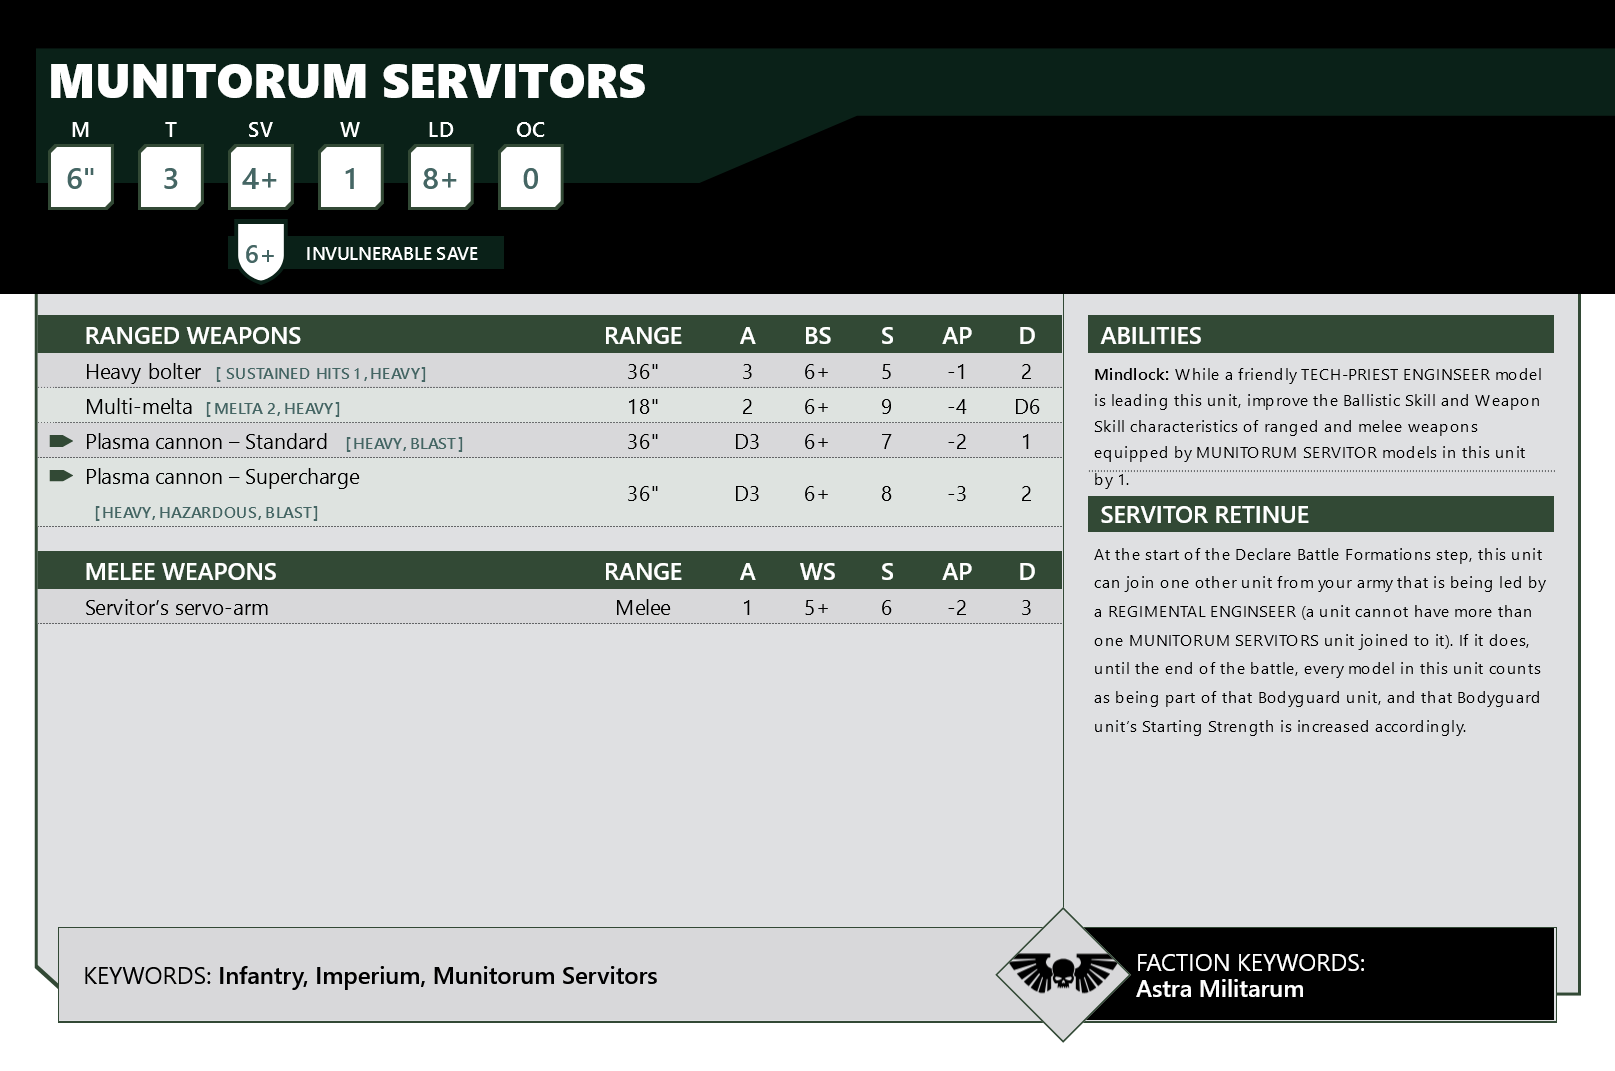 MUNITORUM SERVITORS
M T SV W LD OC
6" 3 4+ 1 8+ 0
6+ INVULNERABLE SAVE
RANGED WEAPONS RANGE A BS S AP D
Heavy bolter [ SUSTAINED HITS 1, HEAVY] 36" 3 6+ 5 -1 2
Multi-melta [MELTA 2, HEAVY] 18" 2 6+ 9 -4 D6
Plasma cannon – Standard [HEAVY, BLAST] 36" D3 6+ 7 -2 1
Plasma cannon – Supercharge
[HEAVY, HAZARDOUS, BLAST] 36" D3 6+ 8 -3 2
MELEE WEAPONS RANGE A WS S AP D
Servitor’s servo-arm Melee 1 5+ 6 -2 3
ABILITIES
Mindlock: While a friendly TECH-PRIEST ENGINSEER model
is leading this unit, improve the Ballistic Skill and Weapon
Skill characteristics of ranged and melee weapons
equipped by MUNITORUM SERVITOR models in this unit
by 1.
SERVITOR RETINUE
At the start of the Declare Battle Formations step, this unit
can join one other unit from your army that is being led by
a REGIMENTAL ENGINSEER (a unit cannot have more than
one MUNITORUM SERVITORS unit joined to it). If it does,
until the end of the battle, every model in this unit counts
as being part of that Bodyguard unit, and that Bodyguard
unit’s Starting Strength is increased accordingly.
KEYWORDS: Infantry, Imperium, Munitorum Servitors
FACTION KEYWORDS:
Astra Militarum